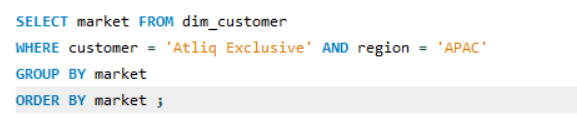 SELECT market FROM dim_customer
WHERE customer = 'Atliq Exclusive' AND region = 'APAC'
GROUP BY market
ORDER BY market ;